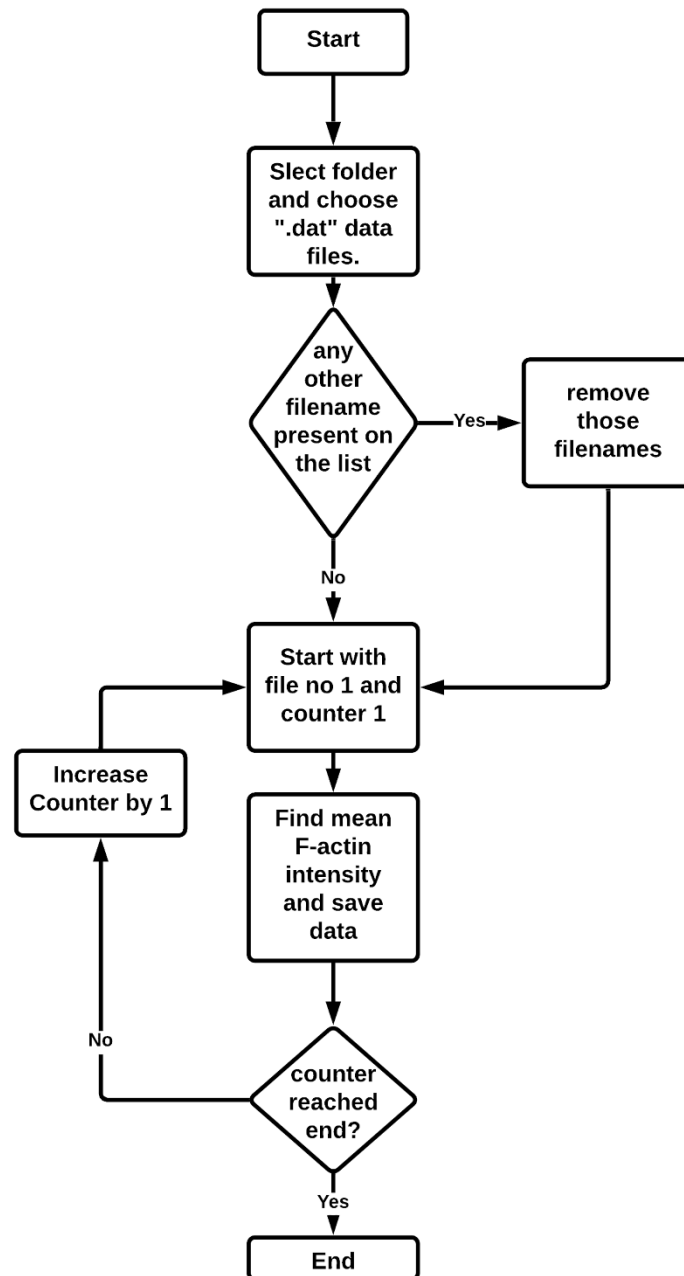 Start
Slect folder
and choose
".dat" data
files.
any
other
filename
present on
the list
Yes
remove
those
filenames
No
Start with
file no 1 and
counter 1
Increase
Counter by 1
Find mean
F-actin
intensity
and save
data
No
counter
reached
end?
Yes
End